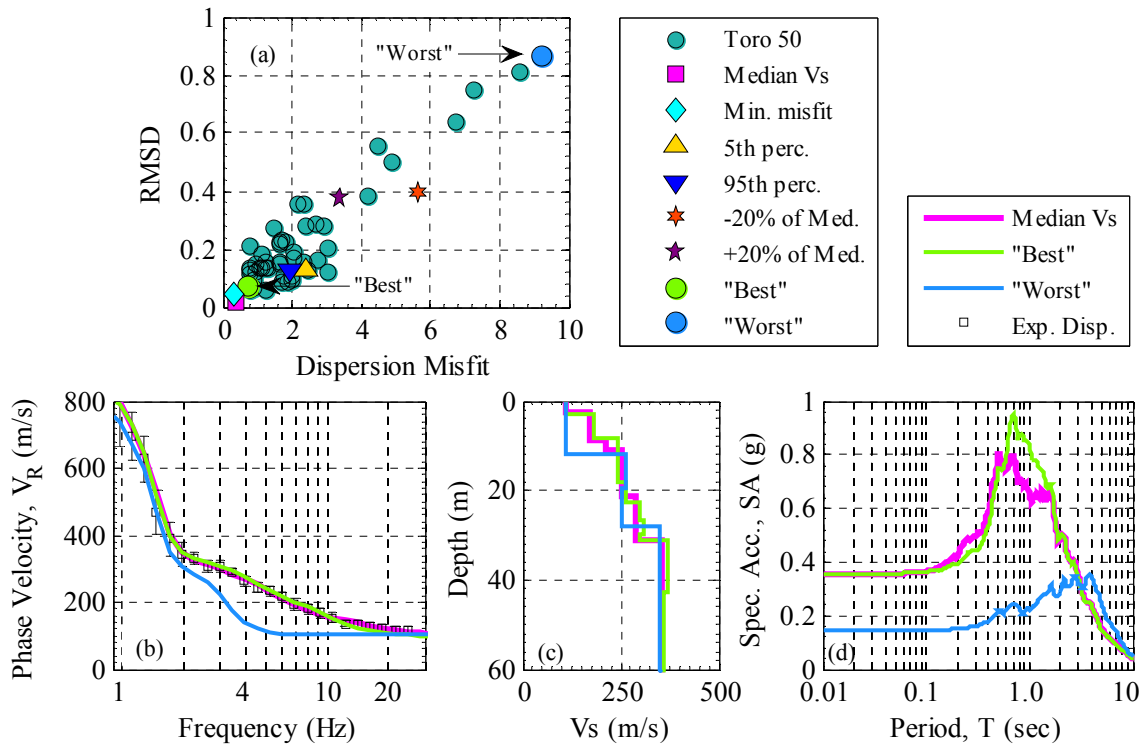 1
0.8
0.6
0.4
0.2
0
RMSD
(a)
"Worst"
"Best"
0 2 4 6 8 10
Dispersion Misfit
Toro 50
Median Vs
Min. misfit
5th perc.
95th perc.
-20% of Med.
+20% of Med.
"Best"
"Worst"
Median Vs
"Best"
"Worst"
Exp. Disp.
800
600
400
200
0
Phase Velocity, VR (m/s)
(b)
1 2 4 10 20
Frequency (Hz)
0
20
40
60
Depth (m)
(c)
0 250 500
Vs (m/s)
1
0.8
0.6
0.4
0.2
0
Spec. Acc., SA (g)
(d)
0.01 0.1 1.0 10
Period, T (sec)